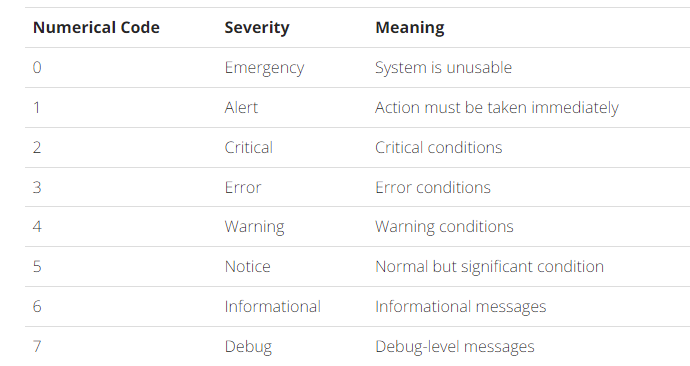 Numerical Code Severity Meaning
0 Emergency System is unusable
1 Alert Action must be taken immediately
2 Critical Critical conditions
3 Error Error conditions
4 Warning Warning conditions
5 Notice Normal but significant condition
6 Informational Informational messages
7 Debug Debug-level messages